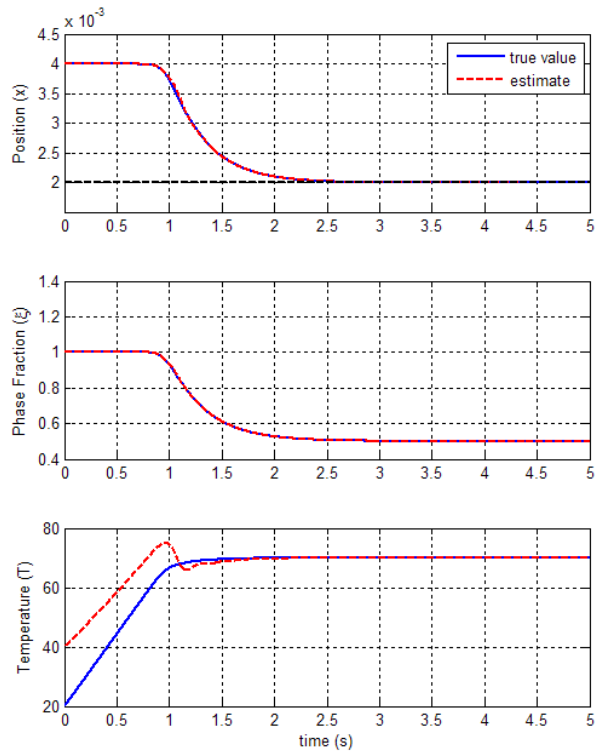 x 10⁻³
4.5
4
3.5
3
2.5
2
Position (x)
true value
estimate
0 0.5 1 1.5 2 2.5 3 3.5 4 4.5 5
1.4
1.2
1
0.8
0.6
0.4
Phase Fraction (ξ)
0 0.5 1 1.5 2 2.5 3 3.5 4 4.5 5
80
60
40
20
Temperature (T)
0 0.5 1 1.5 2 2.5 3 3.5 4 4.5 5
time (s)